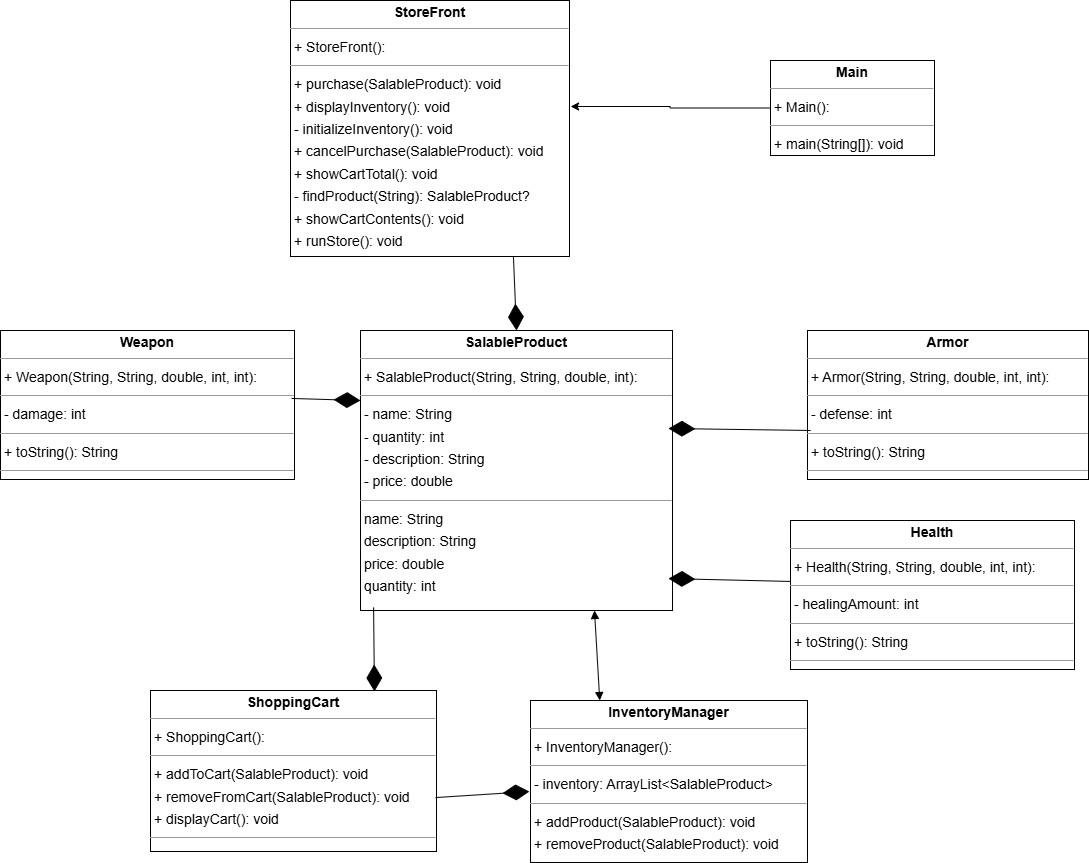 StoreFront
+ StoreFront():
+ purchase(SalableProduct): void
+ displayInventory(): void
- initializeInventory(): void
+ cancelPurchase(SalableProduct): void
+ showCartTotal(): void
- findProduct(String): SalableProduct?
+ showCartContents(): void
+ runStore(): void
Main
+ Main():
+ main(String[]): void
Weapon
+ Weapon(String, String, double, int, int):
- damage: int
+ toString(): String
SalableProduct
+ SalableProduct(String, String, double, int):
- name: String
- quantity: int
- description: String
- price: double
name: String
description: String
price: double
quantity: int
Armor
+ Armor(String, String, double, int, int):
- defense: int
+ toString(): String
Health
+ Health(String, String, double, int, int):
- healingAmount: int
+ toString(): String
ShoppingCart
+ ShoppingCart():
+ addToCart(SalableProduct): void
+ removeFromCart(SalableProduct): void
+ displayCart(): void
InventoryManager
+ InventoryManager():
- inventory: ArrayList<SalableProduct>
+ addProduct(SalableProduct): void
+ removeProduct(SalableProduct): void